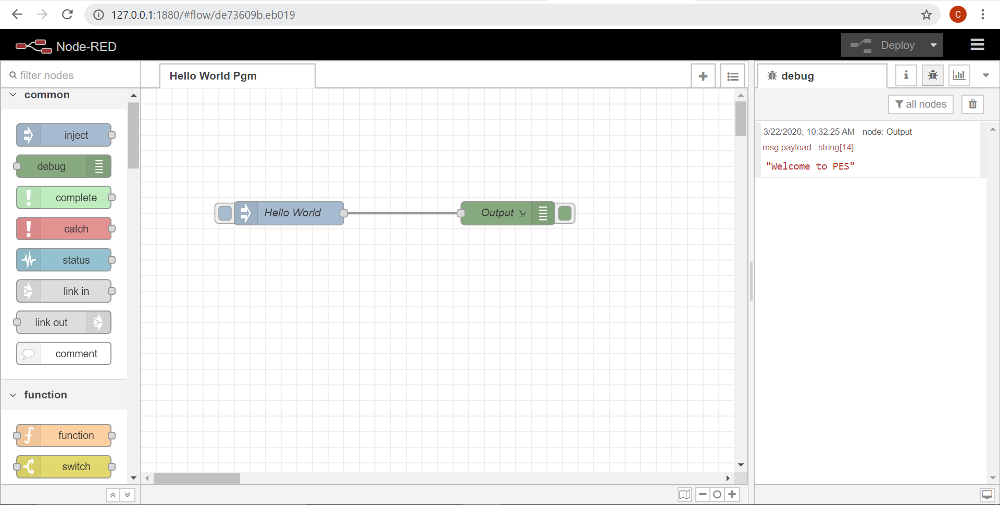 127.0.0.1:1880/#flow/de73609b.eb019
C
Node-RED
Deploy
filter nodes
Hello World Pgm
debug
i
common
all nodes
inject
debug
complete
catch
status
link in
link out
comment
function
function
switch
Hello World
Output
3/22/2020, 10:32:25 AM node: Output
msg.payload : string[14]
"Welcome to PES"